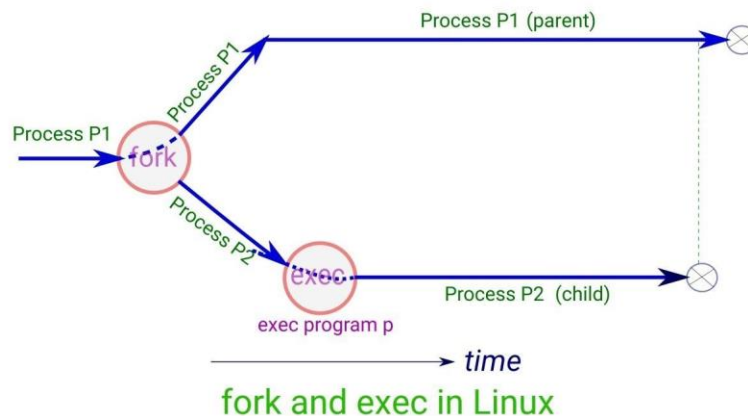 Process P1 (parent)
Process P1
Process P1
fork
Process P2
exec
Process P2 (child)
exec program p
time
fork and exec in Linux